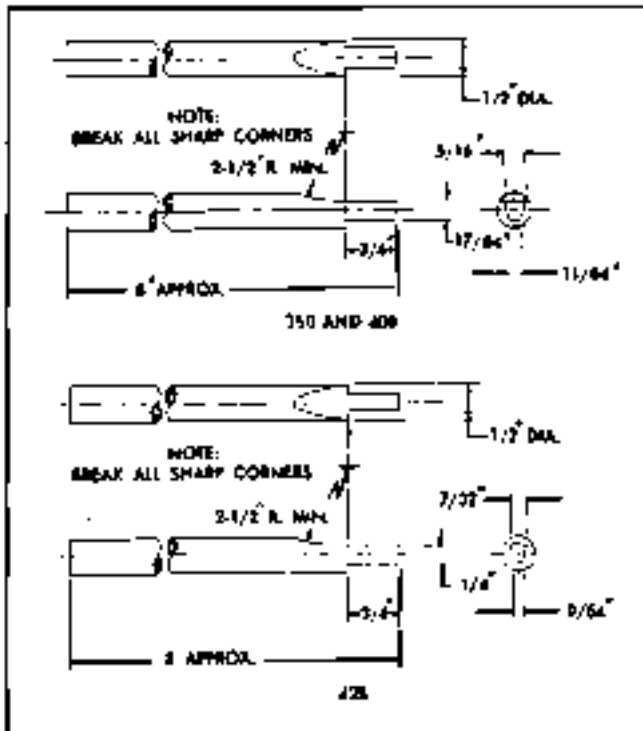 1/2" DIA.
NOTE:
BREAK ALL SHARP CORNERS
5/16"
2-1/2" R. MIN.
17/64"
3/4"
11/64"
APPROX.
AND 400
1/2" DIA.
NOTE:
BREAK ALL SHARP CORNERS
7/32"
2-1/2" R. MIN.
1/4"
3/4"
9/64"
APPROX.